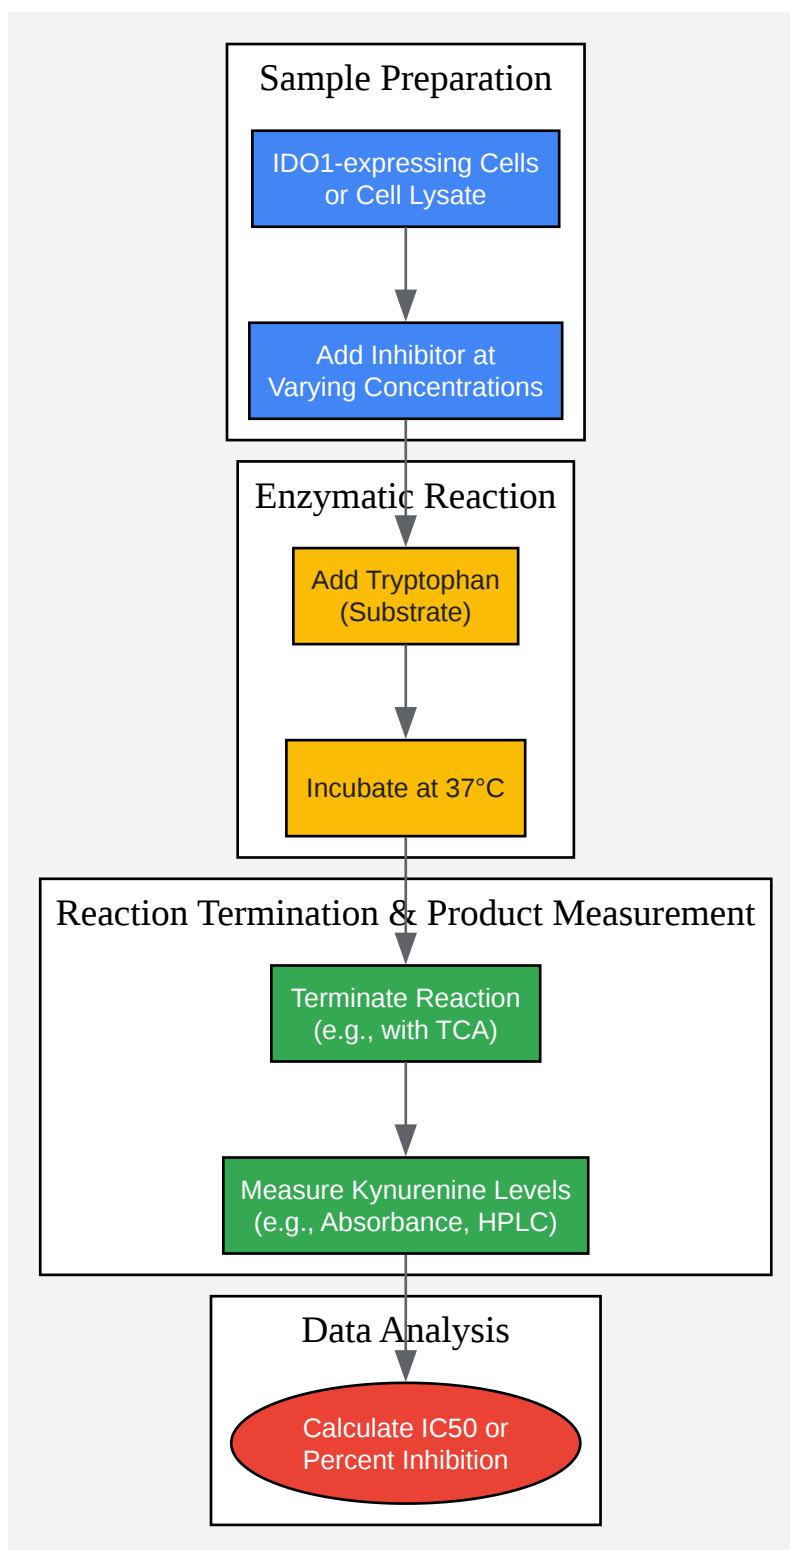 Sample Preparation
IDO1-expressing Cells
or Cell Lysate
Add Inhibitor at
Varying Concentrations
Enzymatic Reaction
Add Tryptophan
(Substrate)
Incubate at 37°C
Reaction Termination & Product Measurement
Terminate Reaction
(e.g., with TCA)
Measure Kynurenine Levels
(e.g., Absorbance, HPLC)
Data Analysis
Calculate IC50 or
Percent Inhibition